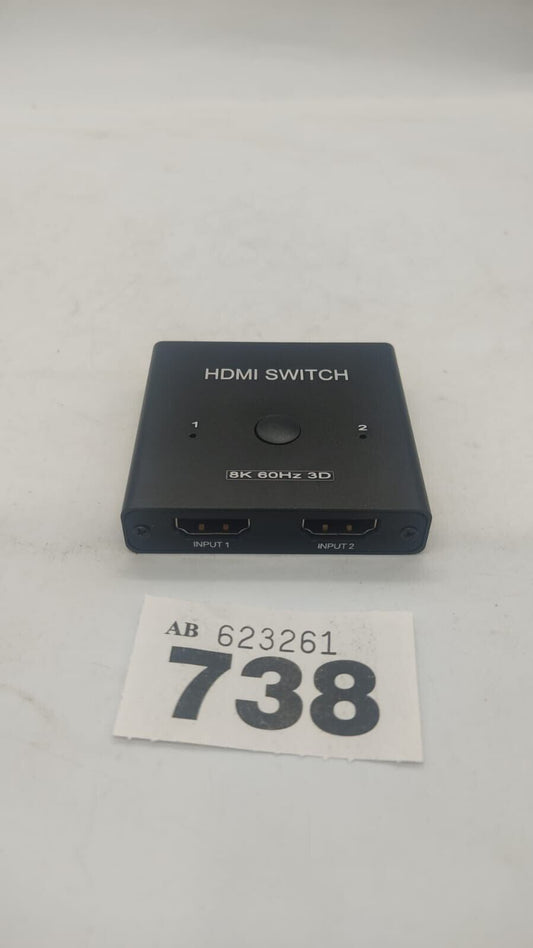 HDMI SWITCH
1 2
8K 60Hz 3D
INPUT 1 INPUT 2
AB 623261
738